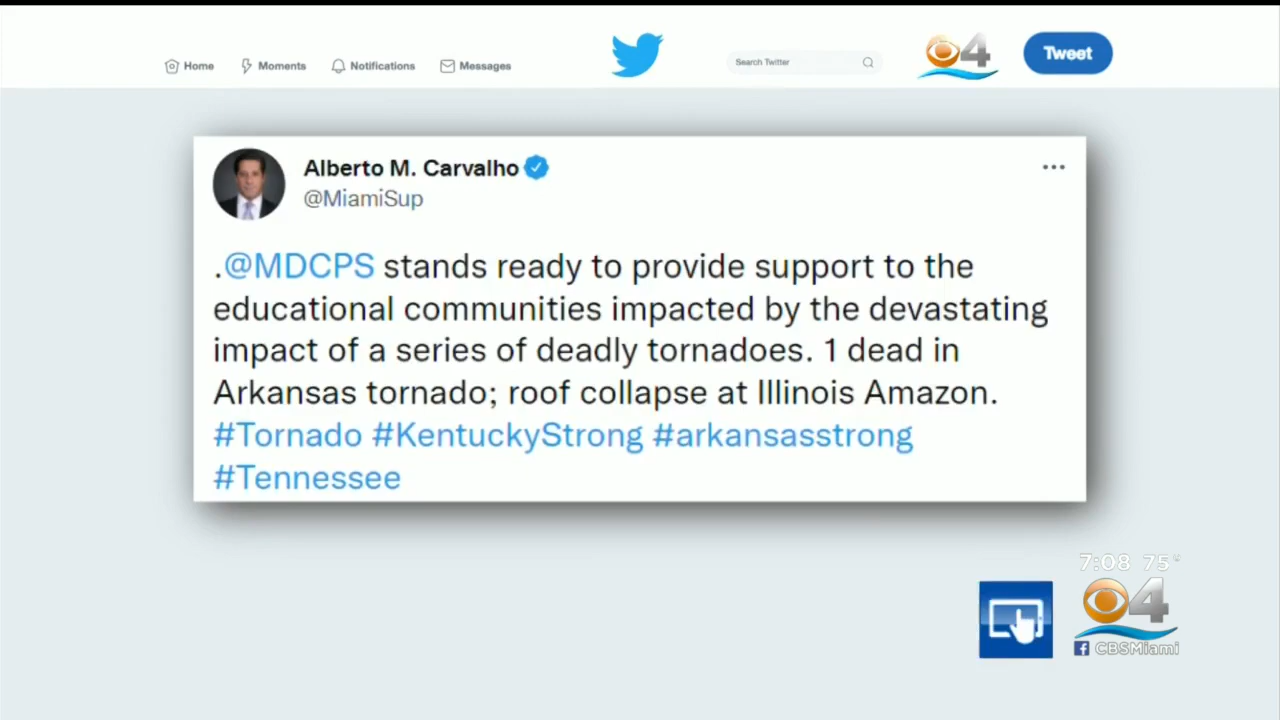 Home Moments Notifications Messages Search Twitter 4 Tweet
Alberto M. Carvalho
@MiamiSup
.@MDCPS stands ready to provide support to the
educational communities impacted by the devastating
impact of a series of deadly tornadoes. 1 dead in
Arkansas tornado; roof collapse at Illinois Amazon.
#Tornado #KentuckyStrong #arkansasstrong
#Tennessee
7:08 75°
4
f CBSMiami